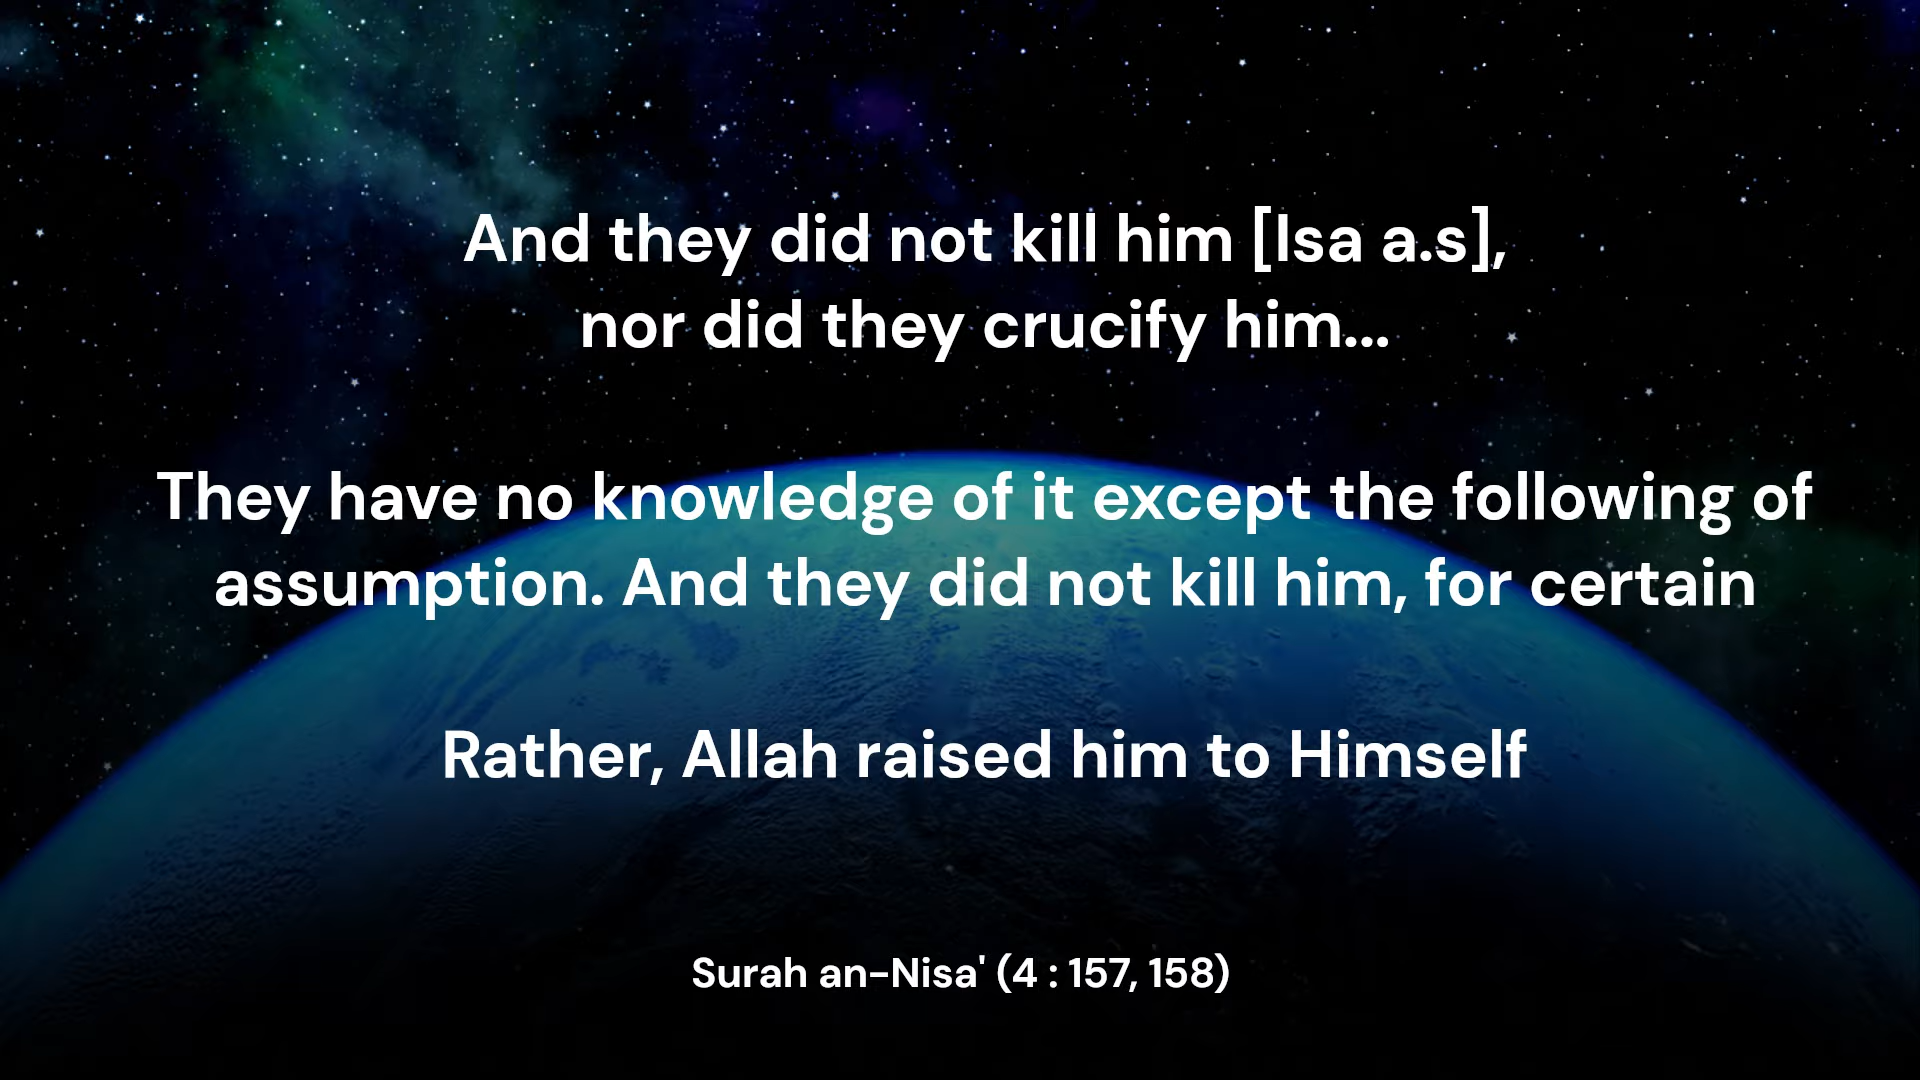 And they did not kill him [Isa a.s],
nor did they crucify him...
They have no knowledge of it except the following of
assumption. And they did not kill him, for certain
Rather, Allah raised him to Himself
Surah an-Nisa' (4 : 157, 158)